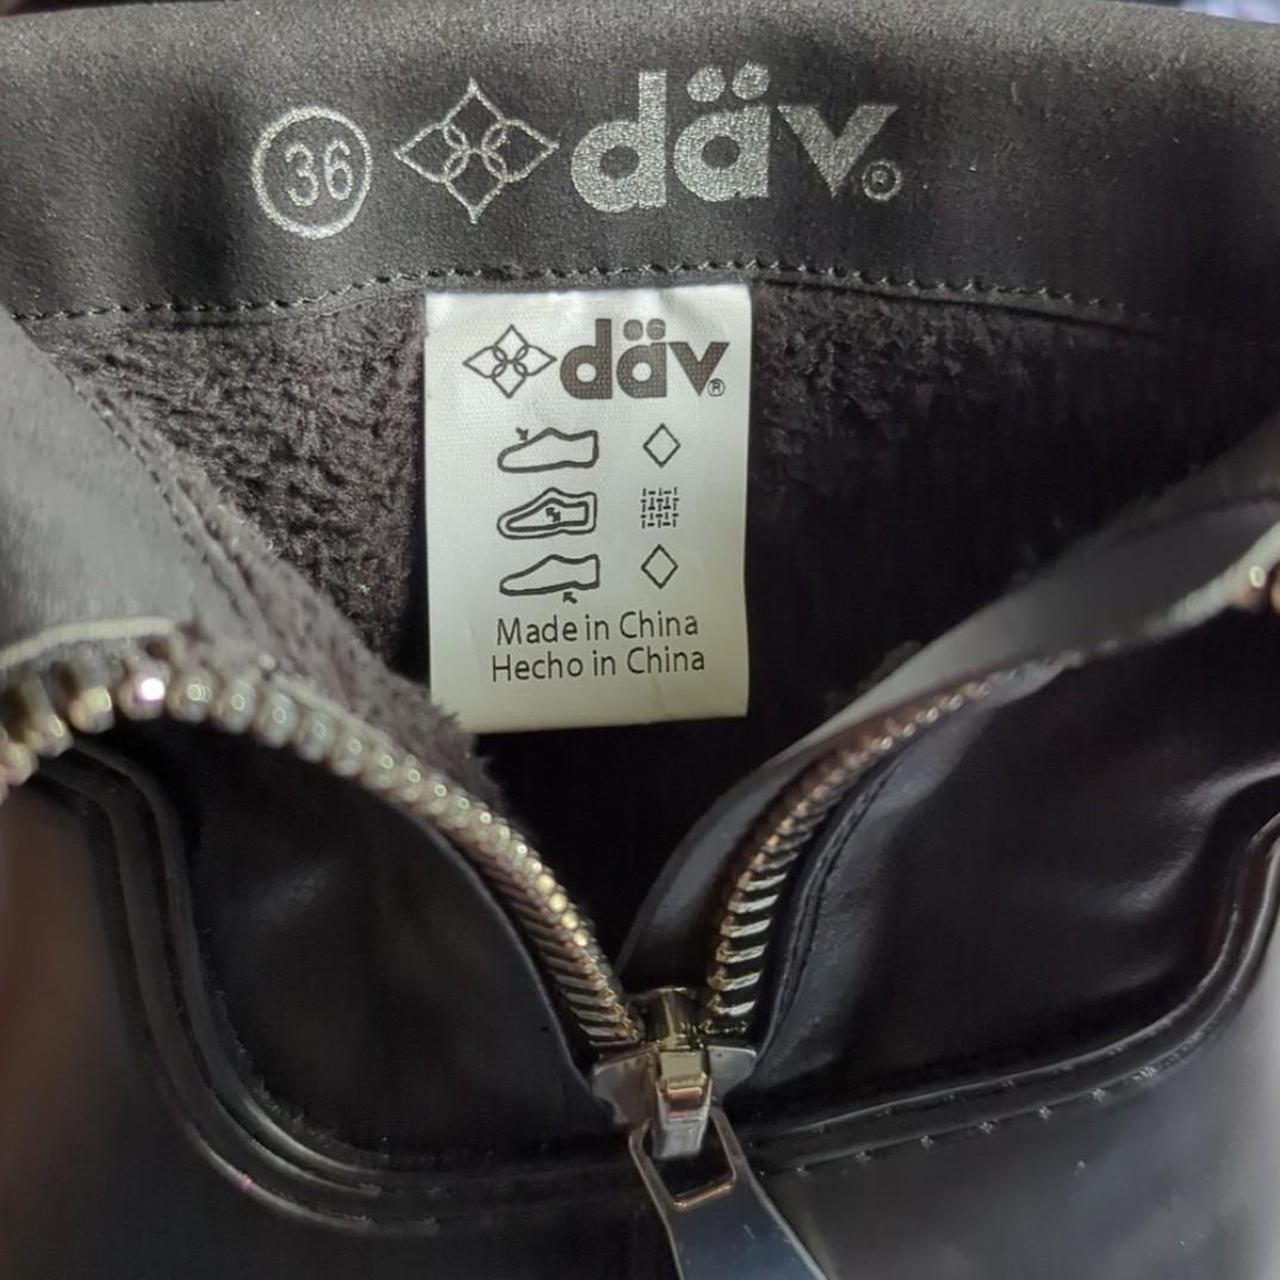 36 däv®
däv®
Made in China
Hecho in China